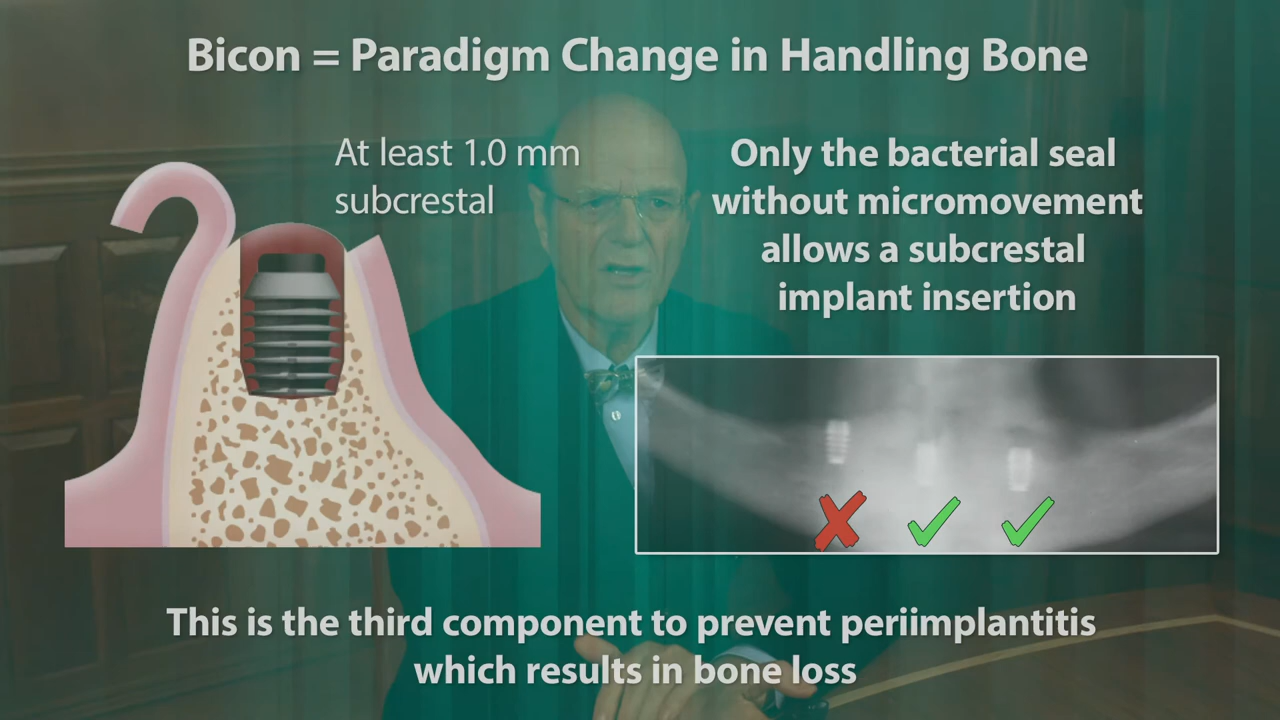 Bicon = Paradigm Change in Handling Bone
At least 1.0 mm
subcrestal
Only the bacterial seal
without micromovement
allows a subcrestal
implant insertion
This is the third component to prevent periimplantitis
which results in bone loss